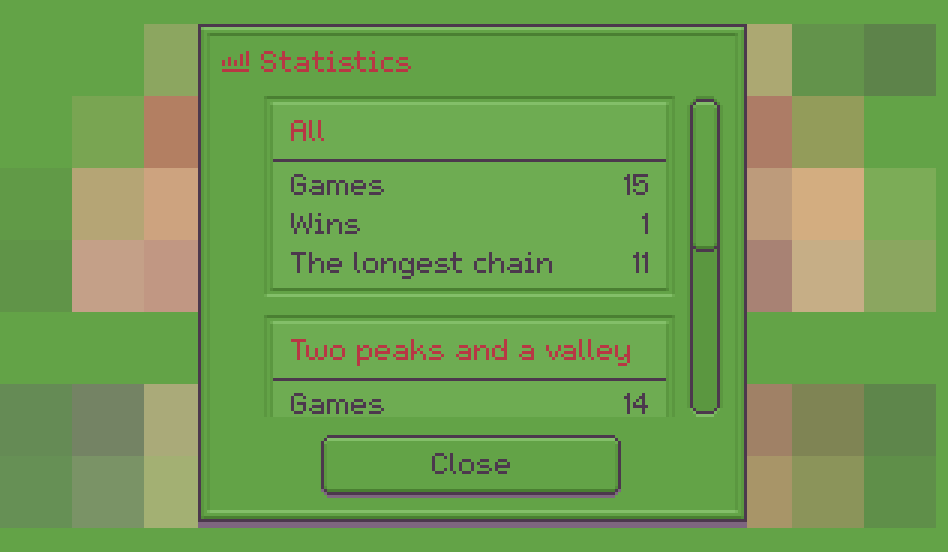 Statistics
All
Games 15
Wins 1
The longest chain 11
Two peaks and a valley
Games 14
Close